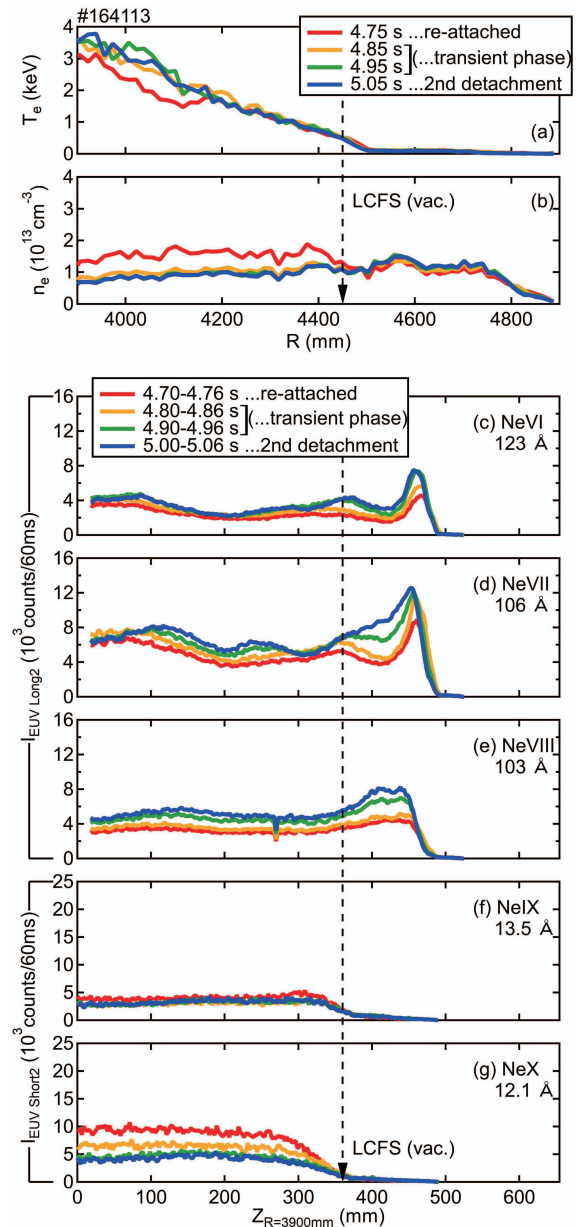 #164113
4.75 s ...re-attached
4.85 s
4.95 s
](...transient phase)
5.05 s ...2nd detachment
Te (keV)
4
3
2
1
0
(a)
ne (10^13 cm^-3)
4
3
2
1
0
LCFS (vac.)
(b)
4000 4200 4400 4600 4800
R (mm)
4.70-4.76 s ...re-attached
4.80-4.86 s
4.90-4.96 s
](...transient phase)
5.00-5.06 s ...2nd detachment
I_EUV Long2 (10^3 counts/60ms)
16
12
8
4
0
(c) NeVI
123 Å
16
12
8
4
0
(d) NeVII
106 Å
16
12
8
4
0
(e) NeVIII
103 Å
I_EUV Short2 (10^3 counts/60ms)
25
20
15
10
5
0
(f) NeIX
13.5 Å
25
20
15
10
5
0
(g) NeX
12.1 Å
LCFS (vac.)
0 100 200 300 400 500 600
Z_R=3900mm (mm)